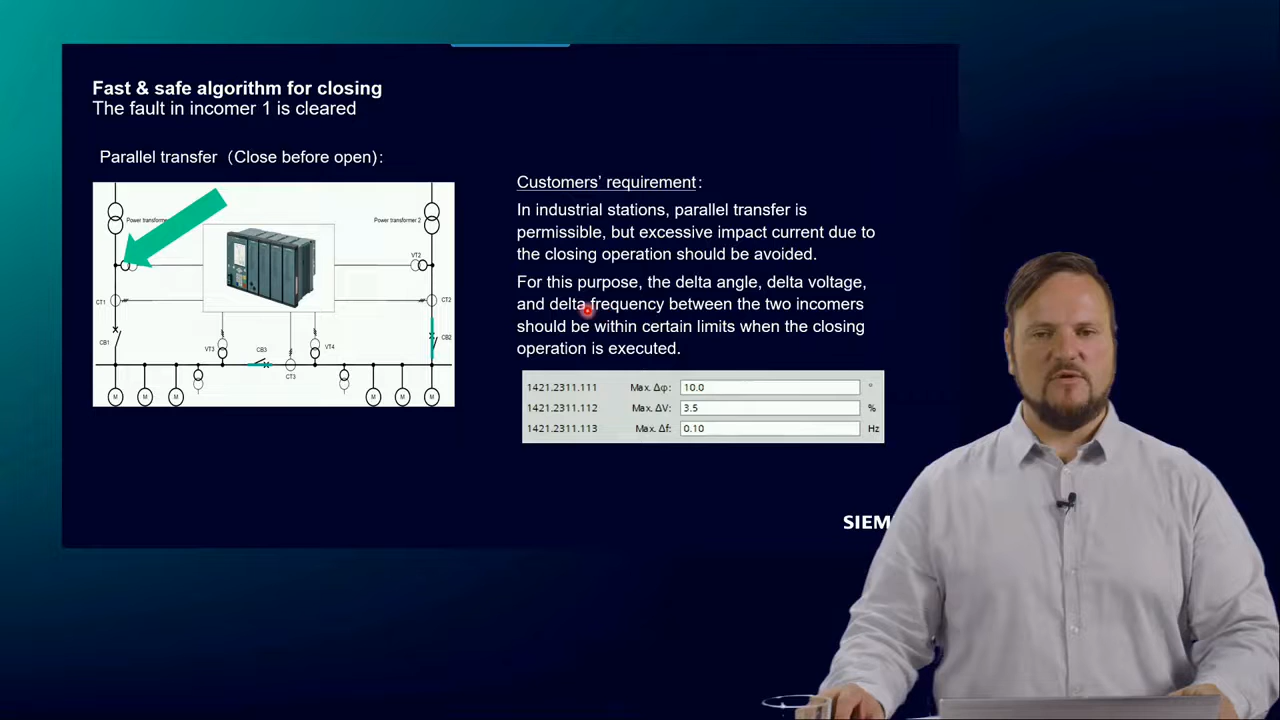 Fast & safe algorithm for closing
The fault in incomer 1 is cleared
Parallel transfer（Close before open):
Power transformer 2
VT2
CT1
CT2
CB1
CB2
VT3
CB3
VT4
CT3
M M M M M M
Customers’ requirement:
In industrial stations, parallel transfer is
permissible, but excessive impact current due to
the closing operation should be avoided.
For this purpose, the delta angle, delta voltage,
and delta frequency between the two incomers
should be within certain limits when the closing
operation is executed.
1421.2311.111 Max. Δφ: 10.0 °
1421.2311.112 Max. ΔV: 3.5 %
1421.2311.113 Max. Δf: 0.10 Hz
SIEM